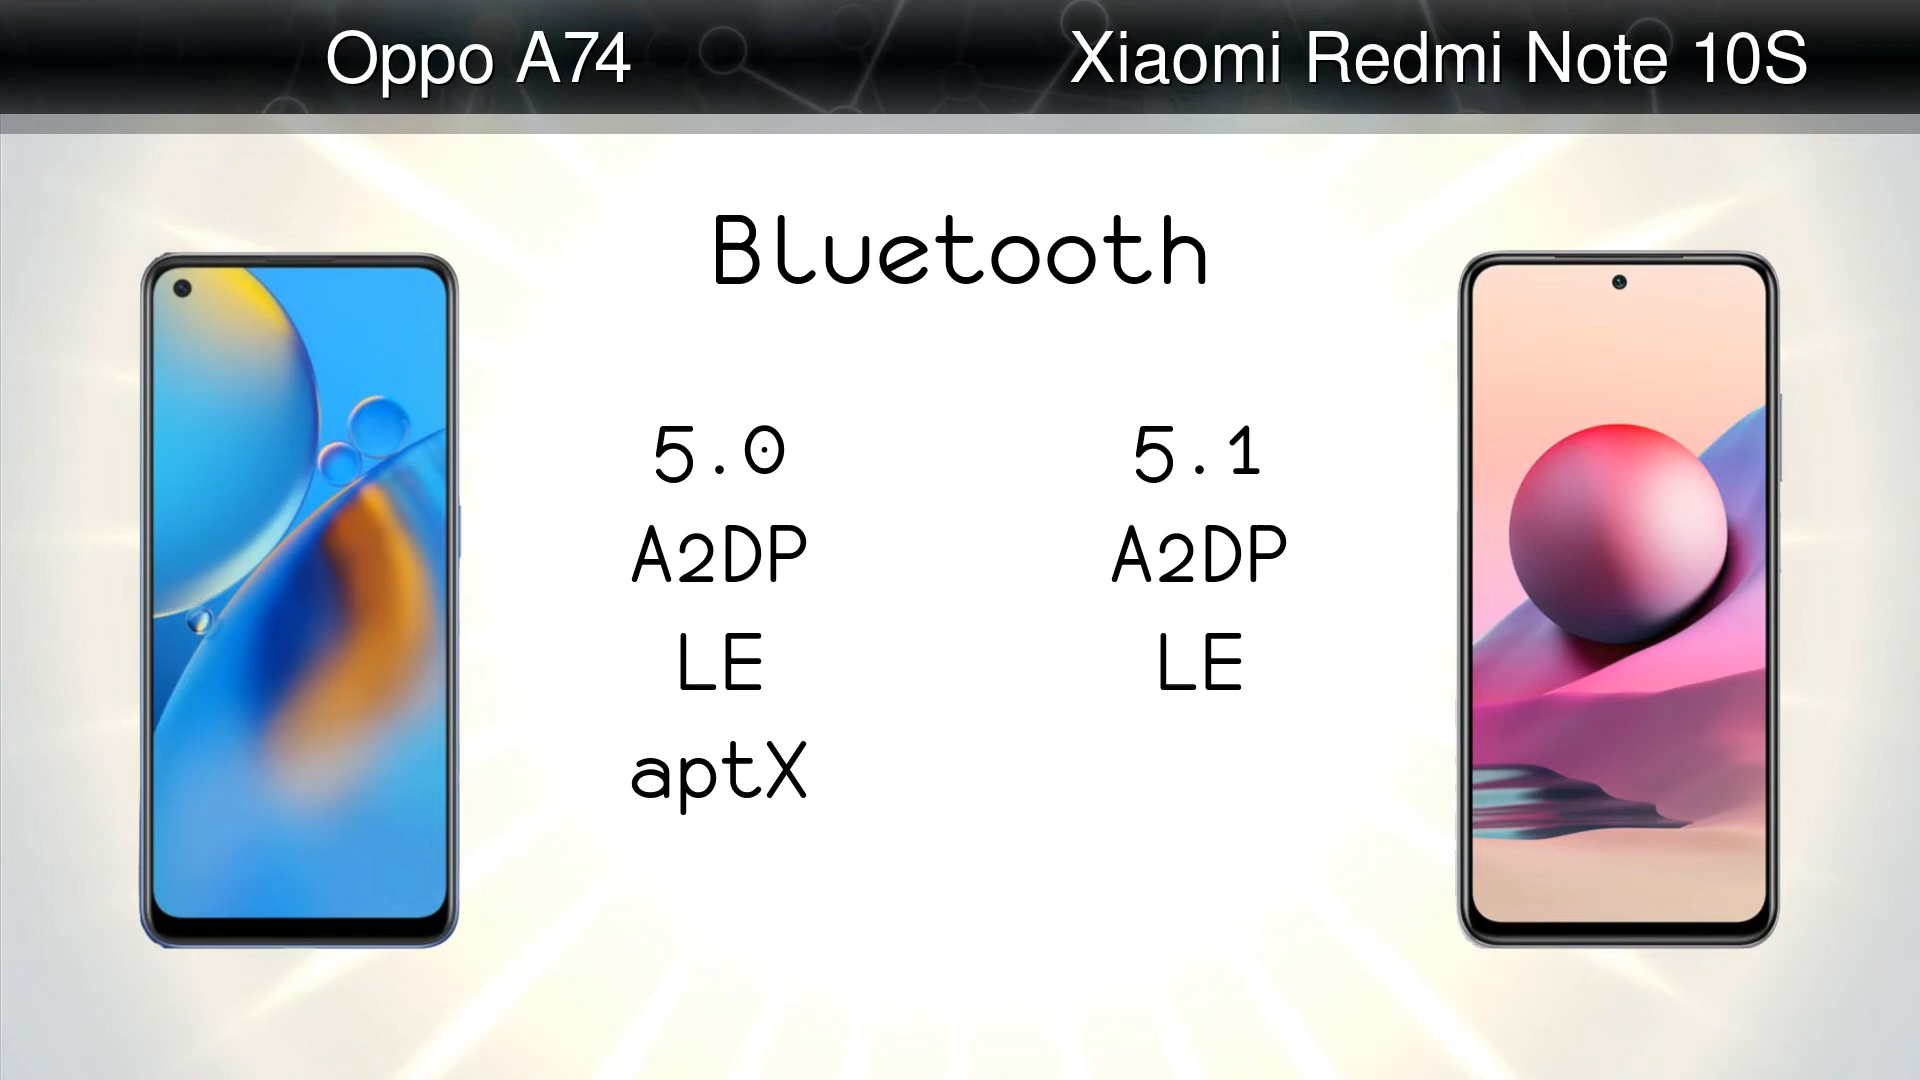 Oppo A74
Xiaomi Redmi Note 10S
Bluetooth
5.0
A2DP
LE
aptX
5.1
A2DP
LE